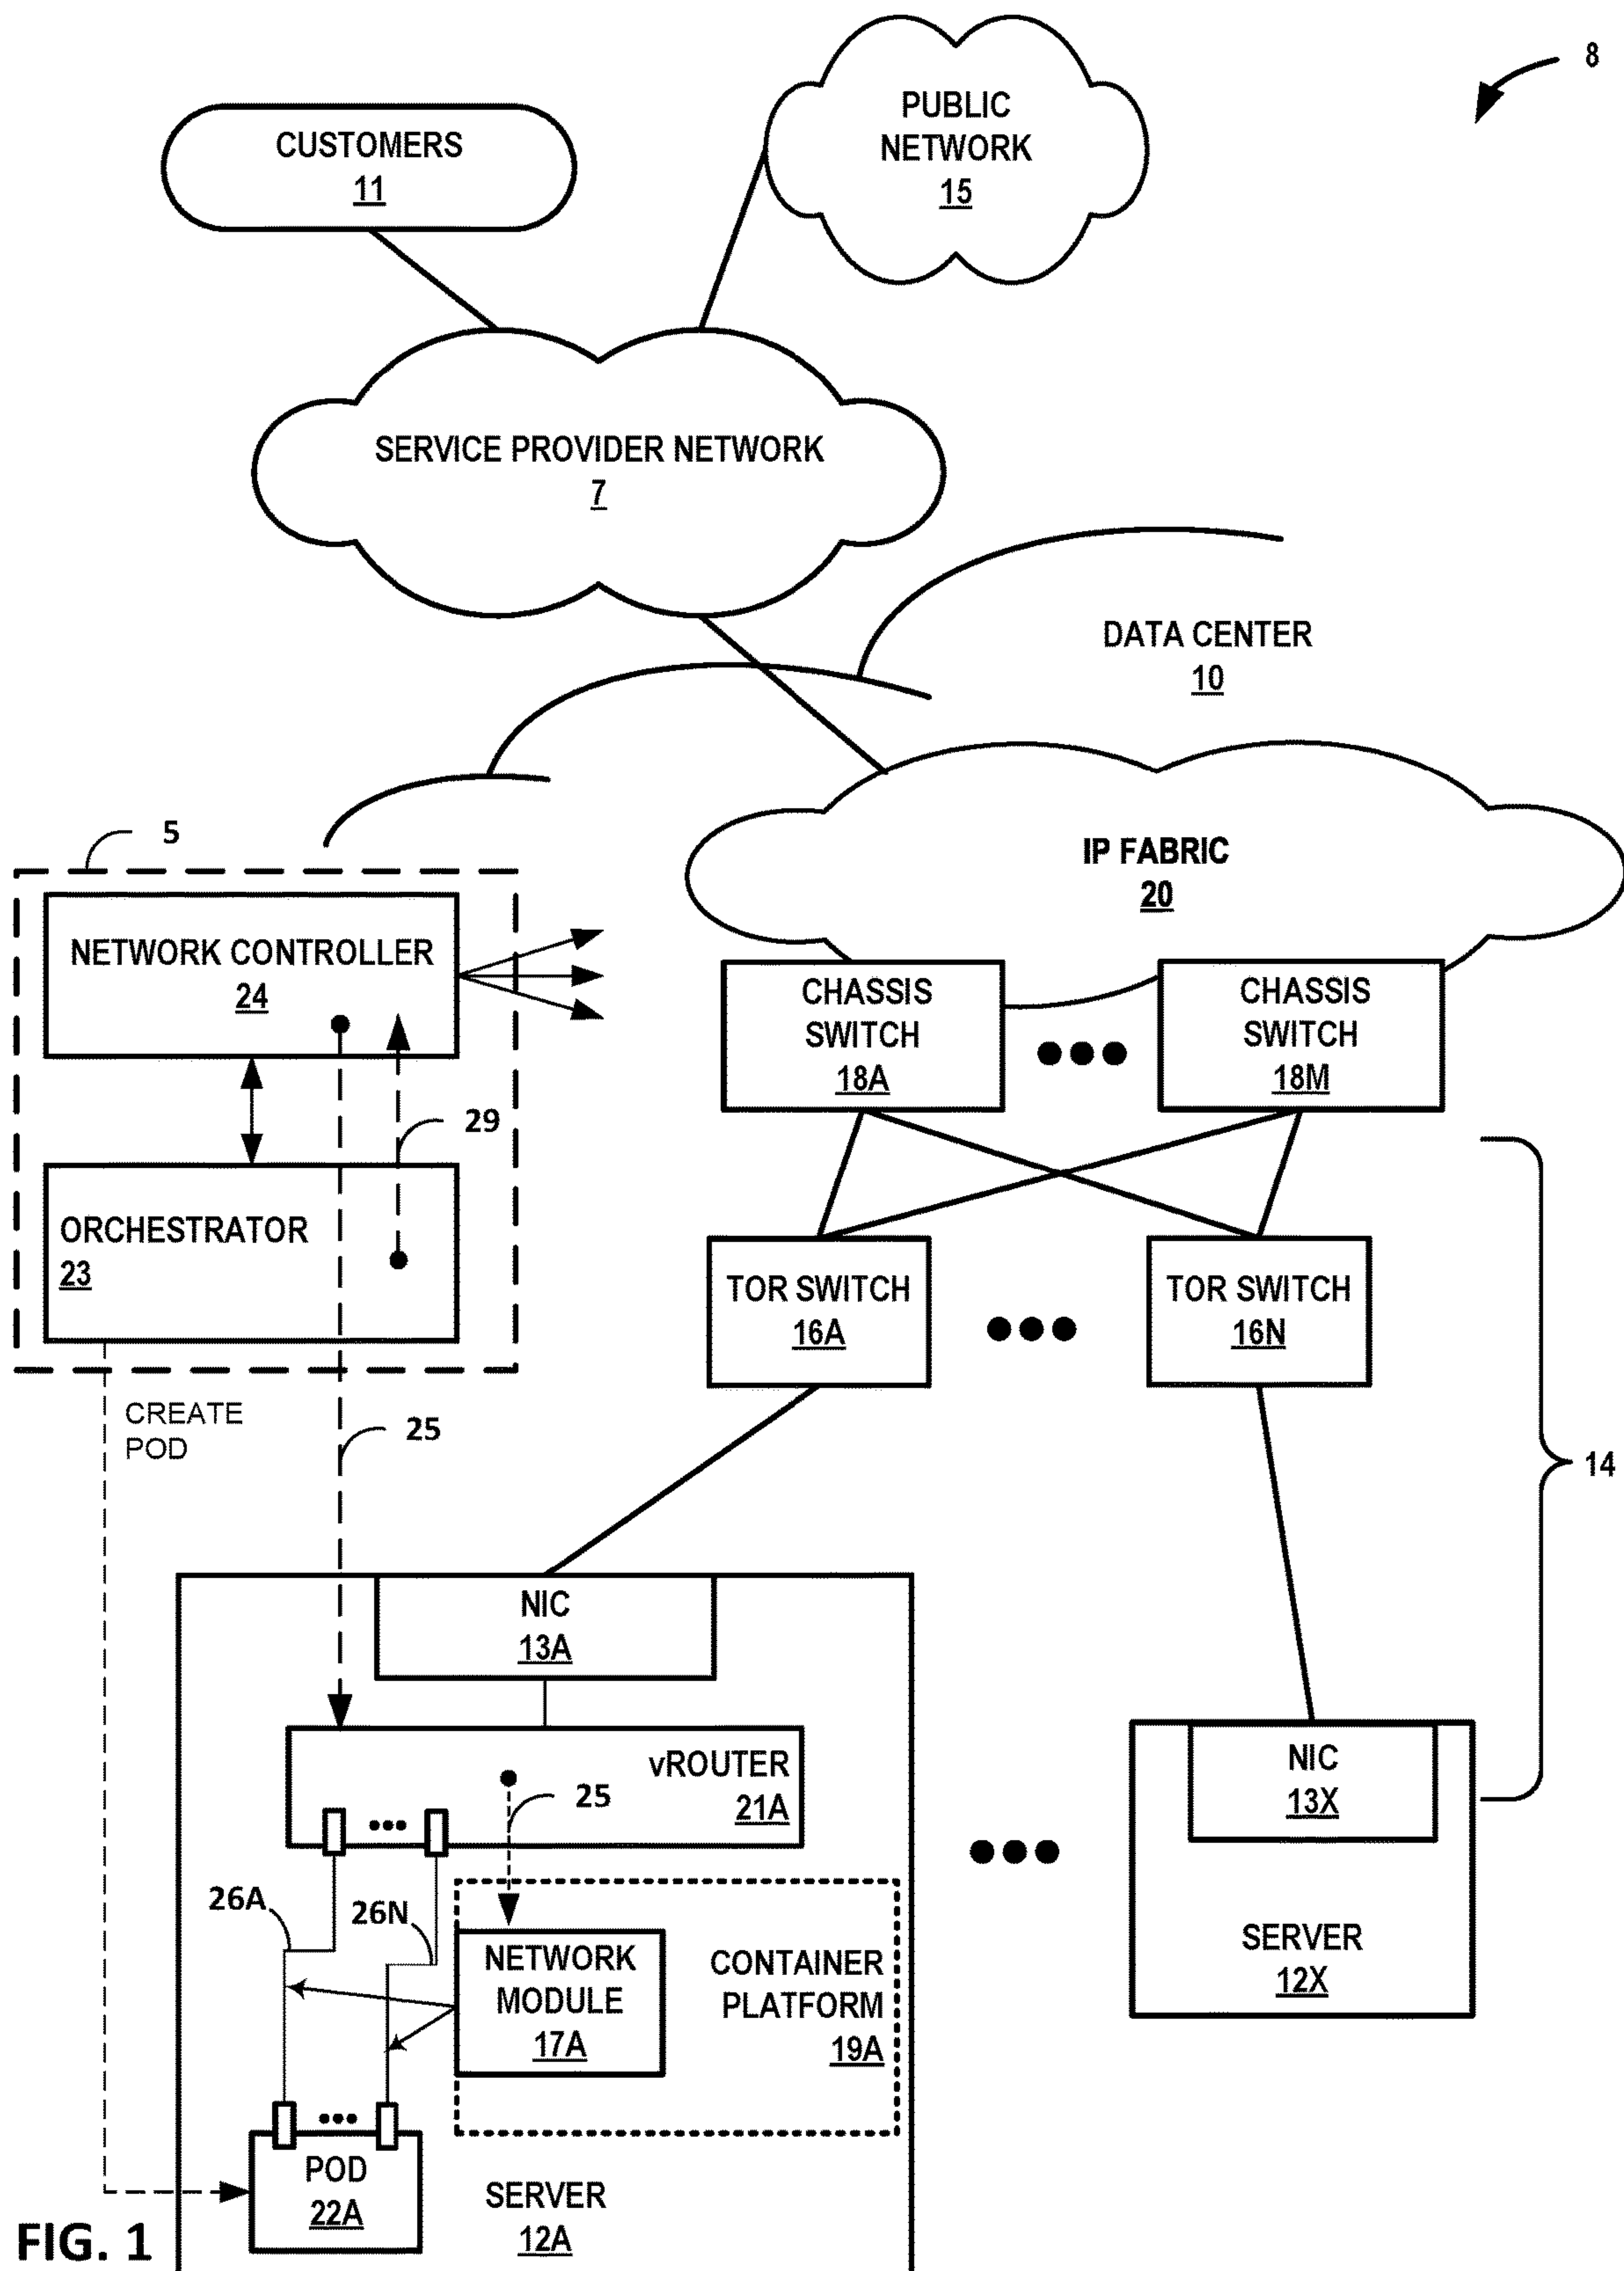 8
PUBLIC
NETWORK
15
CUSTOMERS
11
SERVICE PROVIDER NETWORK
7
DATA CENTER
10
IP FABRIC
20
5
NETWORK CONTROLLER
24
CHASSIS
SWITCH
18A
CHASSIS
SWITCH
18M
29
ORCHESTRATOR
23
TOR SWITCH
16A
TOR SWITCH
16N
CREATE
POD
25
14
NIC
13A
vROUTER
21A
25
NIC
13X
SERVER
12X
26A
26N
NETWORK
MODULE
17A
CONTAINER
PLATFORM
19A
POD
22A
SERVER
12A
FIG. 1